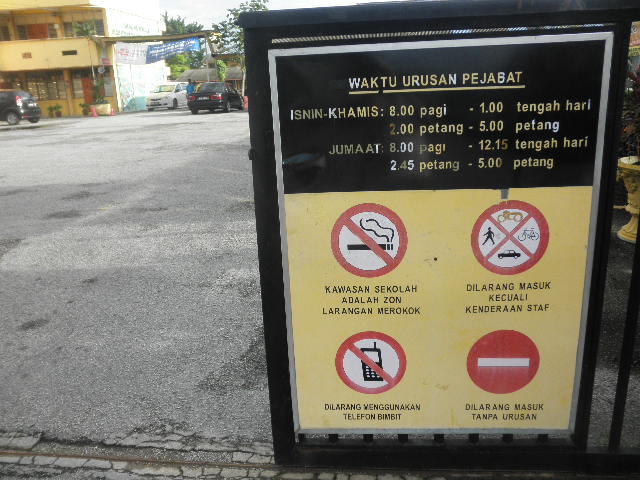 WAKTU URUSAN PEJABAT
ISNIN-KHAMIS: 8.00 pagi - 1.00 tengah hari
2.00 petang - 5.00 petang
JUMAAT: 8.00 pagi - 12.15 tengah hari
2.45 petang - 5.00 petang
KAWASAN SEKOLAH
ADALAH ZON
LARANGAN MEROKOK
DILARANG MASUK
KECUALI
KENDERAAN STAF
DILARANG MENGGUNAKAN
TELEFON BIMBIT
DILARANG MASUK
TANPA URUSAN